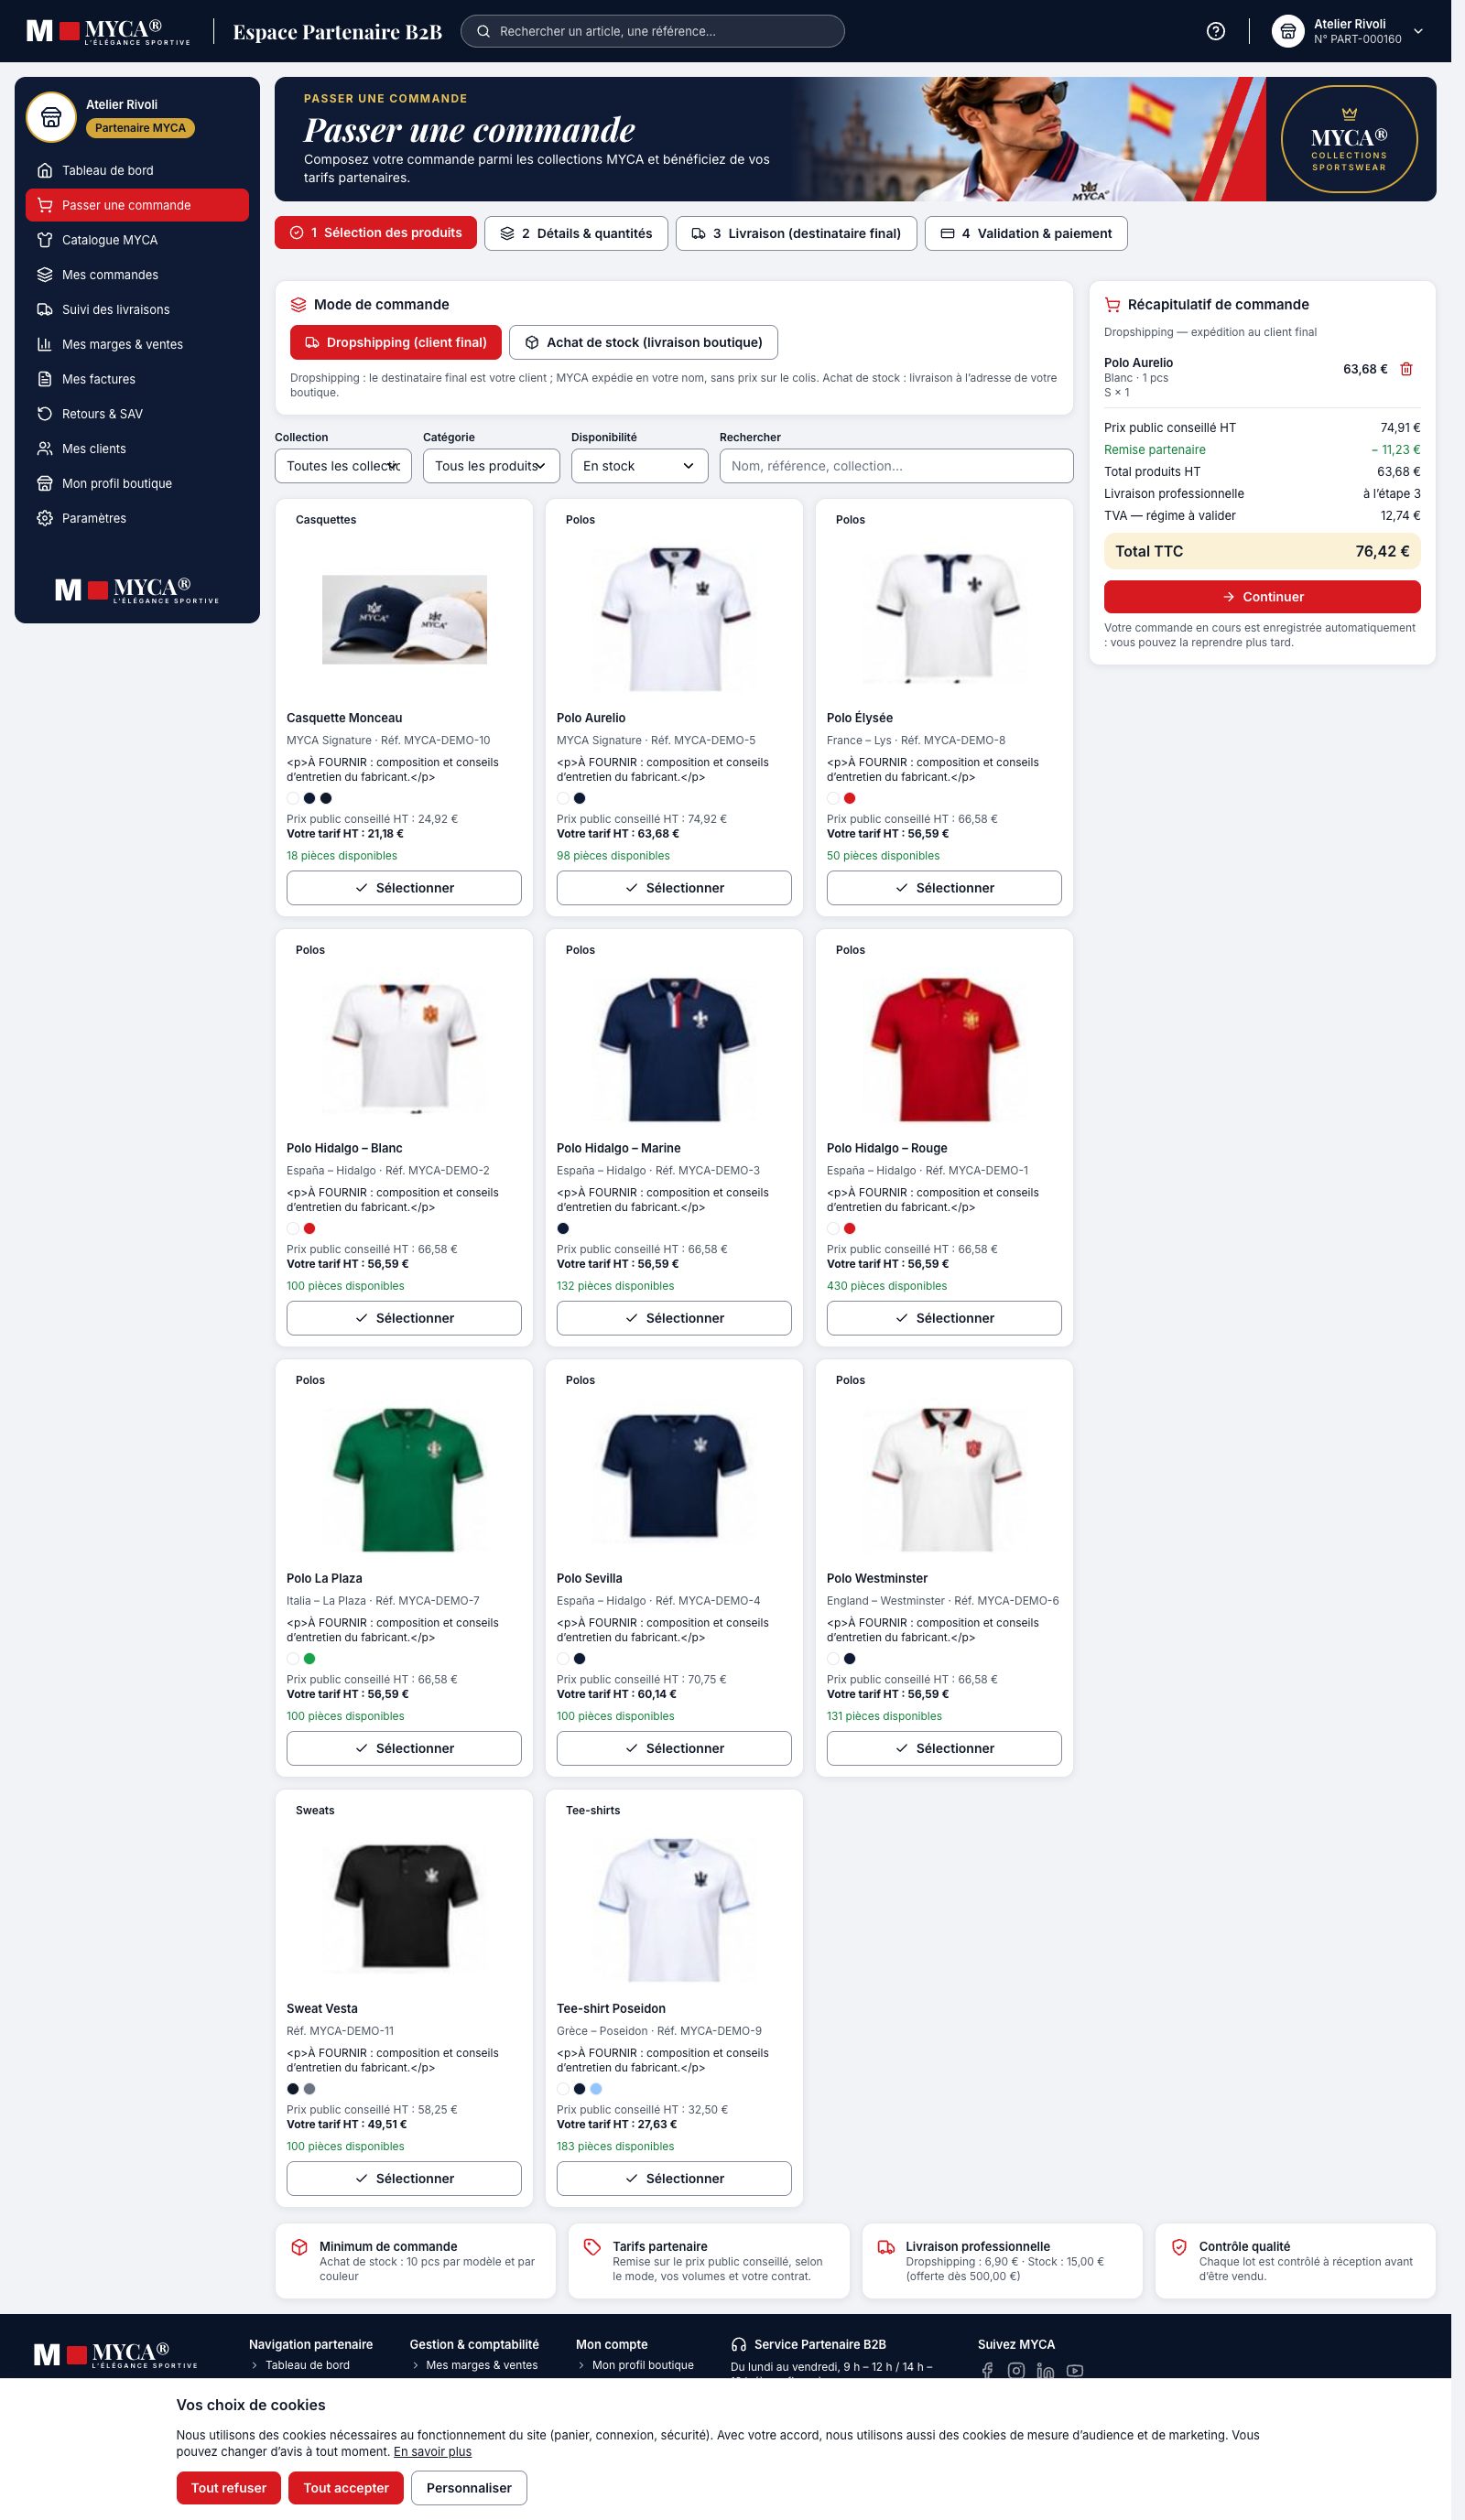 M MYCA®
L'ÉLÉGANCE SPORTIVE
Espace Partenaire B2B
Rechercher un article, une référence…
Atelier Rivoli
N° PART-000160
Atelier Rivoli
Partenaire MYCA
Tableau de bord
Passer une commande
Catalogue MYCA
Mes commandes
Suivi des livraisons
Mes marges & ventes
Mes factures
Retours & SAV
Mes clients
Mon profil boutique
Paramètres
M MYCA®
L'ÉLÉGANCE SPORTIVE
PASSER UNE COMMANDE
Passer une commande
Composez votre commande parmi les collections MYCA et bénéficiez de vos
tarifs partenaires.
MYCA®
MYCA®
COLLECTIONS
SPORTSWEAR
1 Sélection des produits
2 Détails & quantités
3 Livraison (destinataire final)
4 Validation & paiement
Mode de commande
Dropshipping (client final)
Achat de stock (livraison boutique)
Dropshipping : le destinataire final est votre client ; MYCA expédie en votre nom, sans prix sur le colis. Achat de stock : livraison à l’adresse de votre
boutique.
Collection
Toutes les collectic
Catégorie
Tous les produits
Disponibilité
En stock
Rechercher
Nom, référence, collection…
Casquettes
MYCA®
MYCA®
Casquette Monceau
MYCA Signature · Réf. MYCA-DEMO-10
<p>À FOURNIR : composition et conseils
d’entretien du fabricant.</p>
Prix public conseillé HT : 24,92 €
Votre tarif HT : 21,18 €
18 pièces disponibles
Sélectionner
Polos
Polo Aurelio
MYCA Signature · Réf. MYCA-DEMO-5
<p>À FOURNIR : composition et conseils
d’entretien du fabricant.</p>
Prix public conseillé HT : 74,92 €
Votre tarif HT : 63,68 €
98 pièces disponibles
Sélectionner
Polos
Polo Élysée
France – Lys · Réf. MYCA-DEMO-8
<p>À FOURNIR : composition et conseils
d’entretien du fabricant.</p>
Prix public conseillé HT : 66,58 €
Votre tarif HT : 56,59 €
50 pièces disponibles
Sélectionner
Polos
Polo Hidalgo – Blanc
España – Hidalgo · Réf. MYCA-DEMO-2
<p>À FOURNIR : composition et conseils
d’entretien du fabricant.</p>
Prix public conseillé HT : 66,58 €
Votre tarif HT : 56,59 €
100 pièces disponibles
Sélectionner
Polos
Polo Hidalgo – Marine
España – Hidalgo · Réf. MYCA-DEMO-3
<p>À FOURNIR : composition et conseils
d’entretien du fabricant.</p>
Prix public conseillé HT : 66,58 €
Votre tarif HT : 56,59 €
132 pièces disponibles
Sélectionner
Polos
Polo Hidalgo – Rouge
España – Hidalgo · Réf. MYCA-DEMO-1
<p>À FOURNIR : composition et conseils
d’entretien du fabricant.</p>
Prix public conseillé HT : 66,58 €
Votre tarif HT : 56,59 €
430 pièces disponibles
Sélectionner
Polos
Polo La Plaza
Italia – La Plaza · Réf. MYCA-DEMO-7
<p>À FOURNIR : composition et conseils
d’entretien du fabricant.</p>
Prix public conseillé HT : 66,58 €
Votre tarif HT : 56,59 €
100 pièces disponibles
Sélectionner
Polos
Polo Sevilla
España – Hidalgo · Réf. MYCA-DEMO-4
<p>À FOURNIR : composition et conseils
d’entretien du fabricant.</p>
Prix public conseillé HT : 70,75 €
Votre tarif HT : 60,14 €
100 pièces disponibles
Sélectionner
Polos
Polo Westminster
England – Westminster · Réf. MYCA-DEMO-6
<p>À FOURNIR : composition et conseils
d’entretien du fabricant.</p>
Prix public conseillé HT : 66,58 €
Votre tarif HT : 56,59 €
131 pièces disponibles
Sélectionner
Sweats
Sweat Vesta
Réf. MYCA-DEMO-11
<p>À FOURNIR : composition et conseils
d’entretien du fabricant.</p>
Prix public conseillé HT : 58,25 €
Votre tarif HT : 49,51 €
100 pièces disponibles
Sélectionner
Tee-shirts
Tee-shirt Poseidon
Grèce – Poseidon · Réf. MYCA-DEMO-9
<p>À FOURNIR : composition et conseils
d’entretien du fabricant.</p>
Prix public conseillé HT : 32,50 €
Votre tarif HT : 27,63 €
183 pièces disponibles
Sélectionner
Récapitulatif de commande
Dropshipping — expédition au client final
Polo Aurelio
Blanc · 1 pcs
S × 1
63,68 €
Prix public conseillé HT 74,91 €
Remise partenaire − 11,23 €
Total produits HT 63,68 €
Livraison professionnelle à l’étape 3
TVA — régime à valider 12,74 €
Total TTC 76,42 €
Continuer
Votre commande en cours est enregistrée automatiquement
: vous pouvez la reprendre plus tard.
Minimum de commande
Achat de stock : 10 pcs par modèle et par
couleur
Tarifs partenaire
Remise sur le prix public conseillé, selon
le mode, vos volumes et votre contrat.
Livraison professionnelle
Dropshipping : 6,90 € · Stock : 15,00 €
(offerte dès 500,00 €)
Contrôle qualité
Chaque lot est contrôlé à réception avant
d’être vendu.
M MYCA®
L'ÉLÉGANCE SPORTIVE
Navigation partenaire
Tableau de bord
Gestion & comptabilité
Mes marges & ventes
Mon compte
Mon profil boutique
Service Partenaire B2B
Du lundi au vendredi, 9 h – 12 h / 14 h –
Suivez MYCA
Vos choix de cookies
Nous utilisons des cookies nécessaires au fonctionnement du site (panier, connexion, sécurité). Avec votre accord, nous utilisons aussi des cookies de mesure d’audience et de marketing. Vous
pouvez changer d’avis à tout moment. En savoir plus
Tout refuser
Tout accepter
Personnaliser